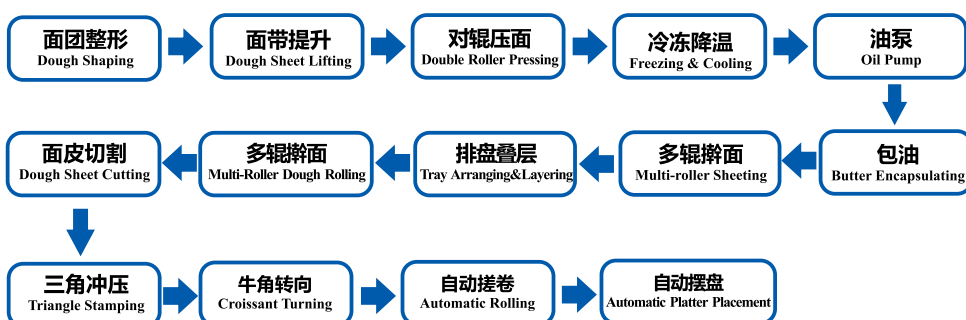 面团整形
Dough Shaping
面带提升
Dough Sheet Lifting
对辊压面
Double Roller Pressing
冷冻降温
Freezing & Cooling
油泵
Oil Pump
包油
Butter Encapsulating
多辊擀面
Multi-roller Sheeting
排盘叠层
Tray Arranging&Layering
多辊擀面
Multi-Roller Dough Rolling
面皮切割
Dough Sheet Cutting
三角冲压
Triangle Stamping
牛角转向
Croissant Turning
自动搓卷
Automatic Rolling
自动摆盘
Automatic Platter Placement